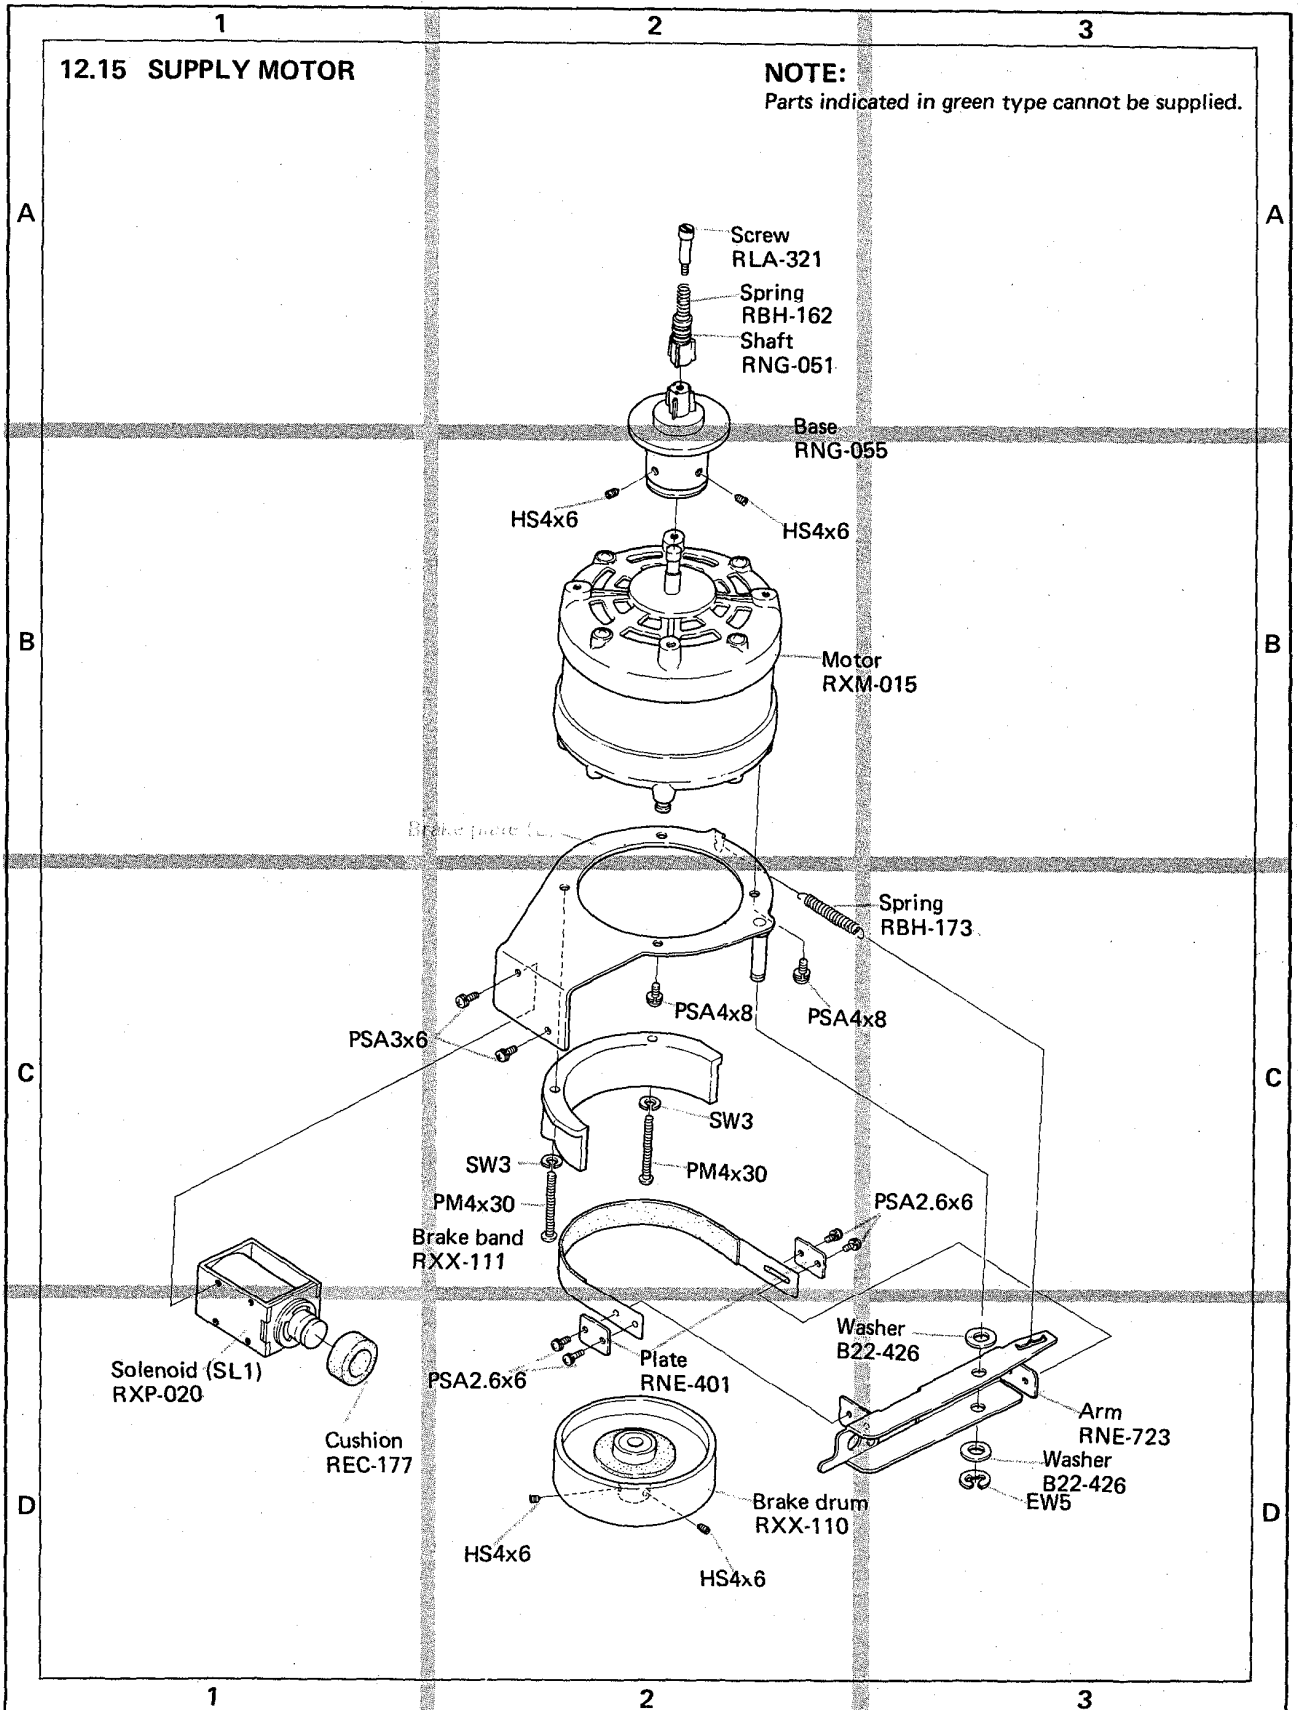 1 2 3
12.15 SUPPLY MOTOR
NOTE:
Parts indicated in green type cannot be supplied.
A A
Screw
RLA-321
Spring
RBH-162
Shaft
RNG-051
Base
RNG-055
HS4x6
HS4x6
B B
Motor
RXM-015
Brake
Spring
RBH-173
PSA4x8
PSA4x8
PSA3x6
C C
SW3
SW3
PM4x30
PM4x30
PSA2.6x6
Brake band
RXX-111
Washer
B22-426
Solenoid (SL1)
RXP-020
Plate
RNE-401
PSA2.6x6
Arm
RNE-723
Cushion
REC-177
Washer
B22-426
EW5
Brake drum
RXX-110
D D
HS4x6
HS4x6
1 2 3